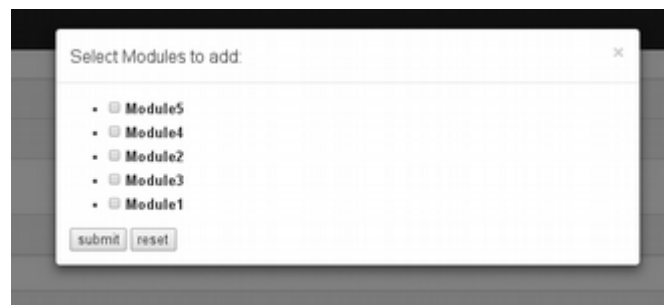 Select Modules to add: ×
Module5
Module4
Module2
Module3
Module1
submit reset